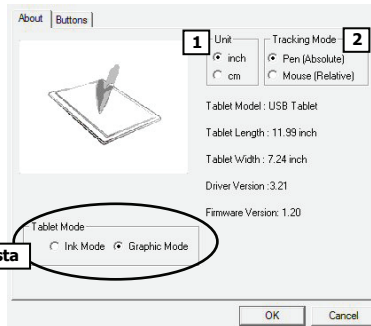 About Buttons
1 Unit Tracking Mode 2
inch Pen (Absolute)
cm Mouse (Relative)
Tablet Model : USB Tablet
Tablet Length : 11.99 inch
Tablet Width : 7.24 inch
Driver Version :3.21
Firmware Version: 1.20
Tablet Mode
Ink Mode Graphic Mode
sta
OK Cancel